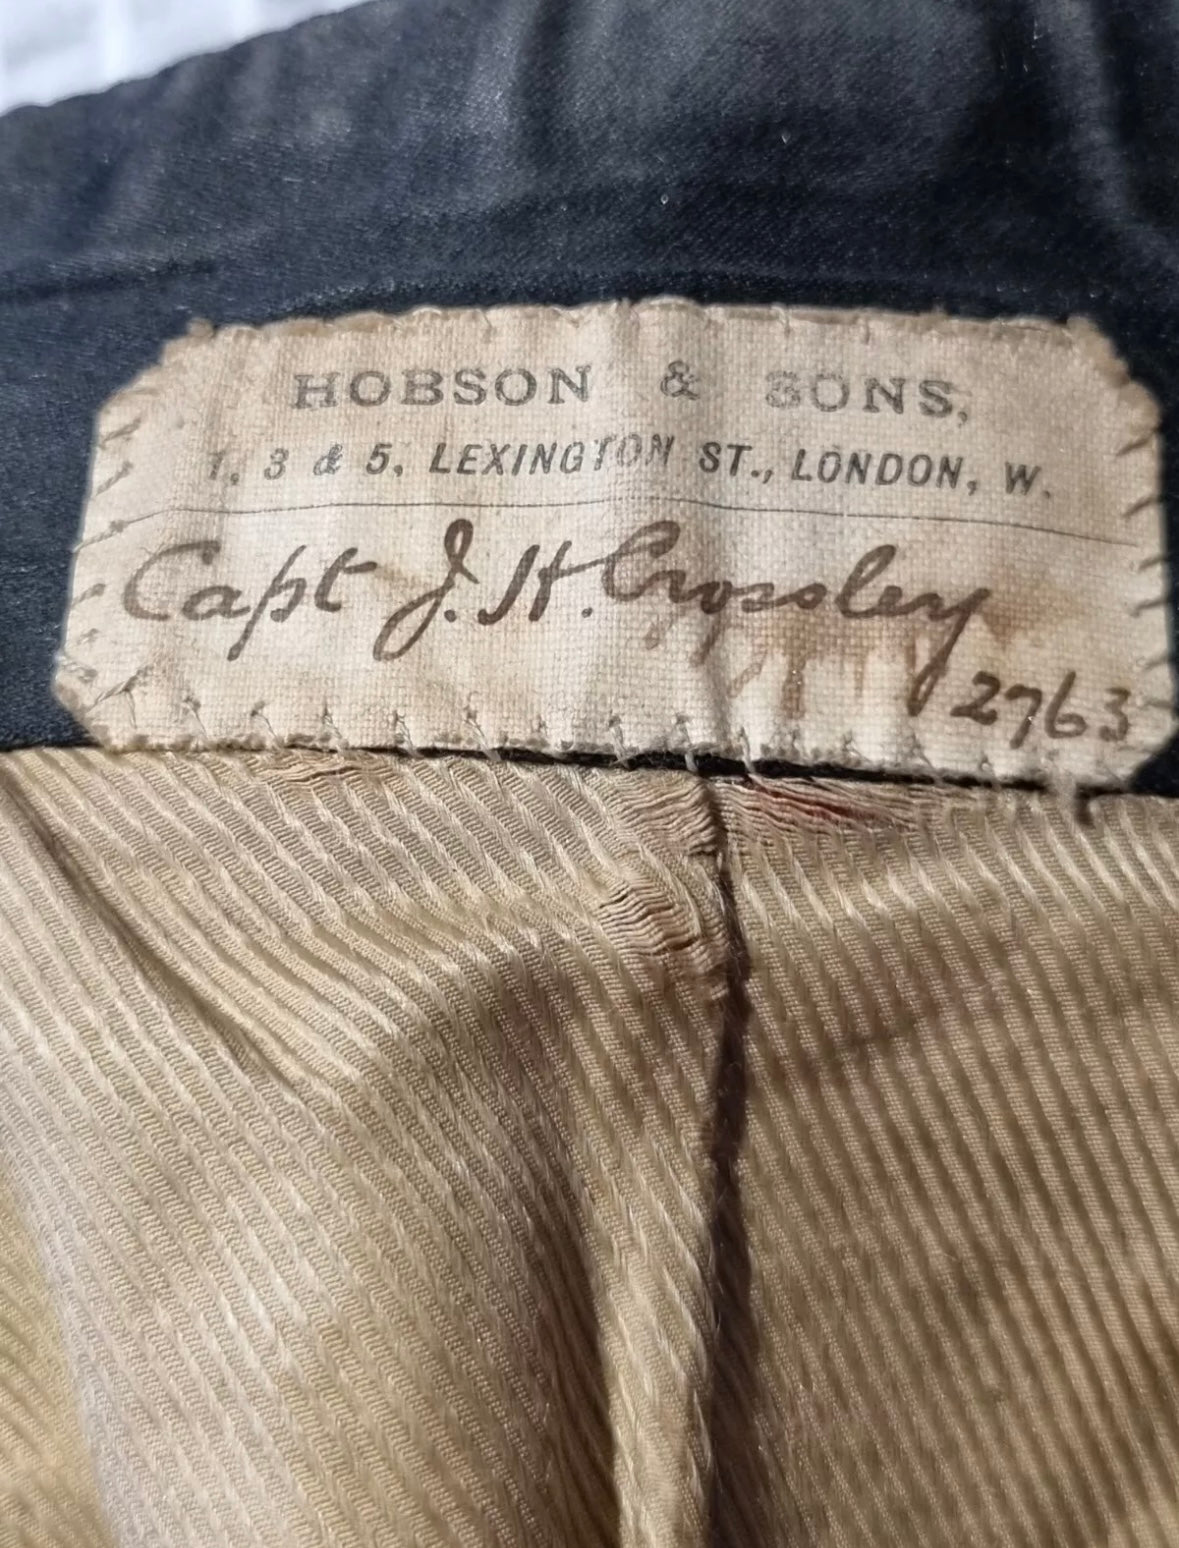 HOBSON & SONS,
1, 3 & 5, LEXINGTON ST., LONDON, W.
Capt J. H. Crossley
2763